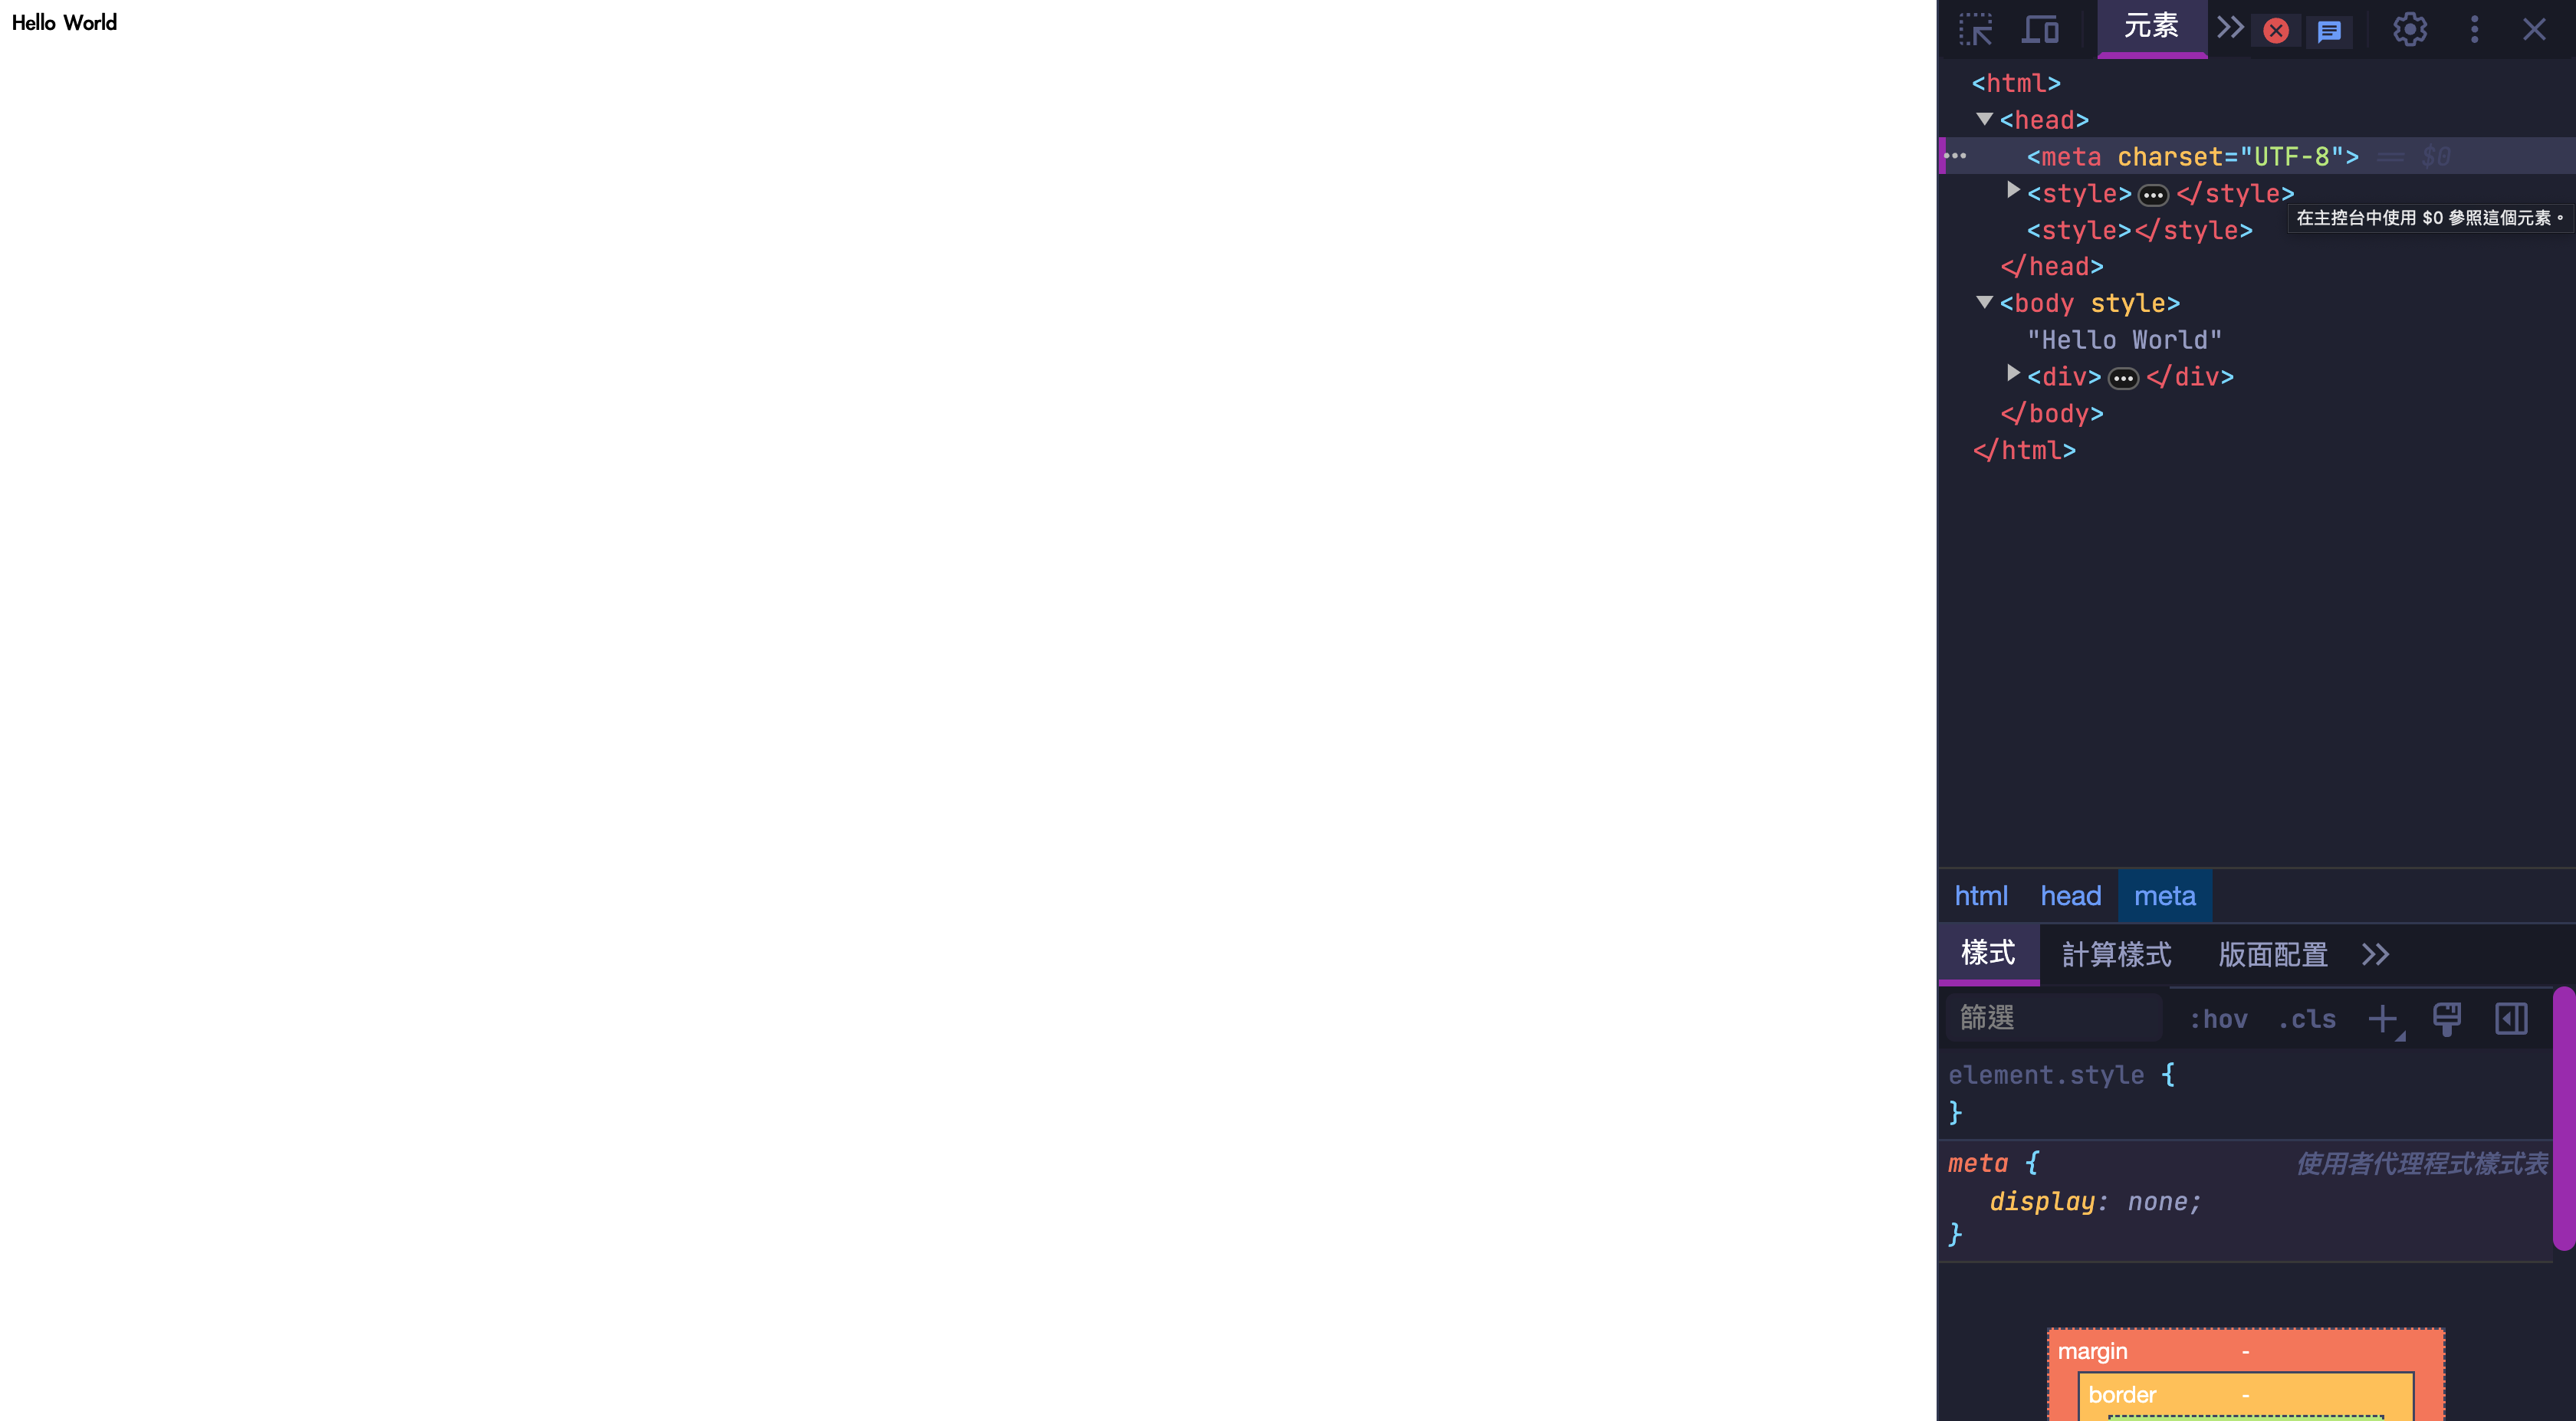 Hello World
元素
<html>
<head>
<meta charset="UTF-8"> == $0
<style>…</style>
在主控台中使用 $0 參照這個元素。
<style></style>
</head>
<body style>
"Hello World"
<div>…</div>
</body>
</html>
html head meta
樣式 計算樣式 版面配置
篩選 :hov .cls
element.style {
}
meta { 使用者代理程式樣式表
display: none;
}
margin -
border -